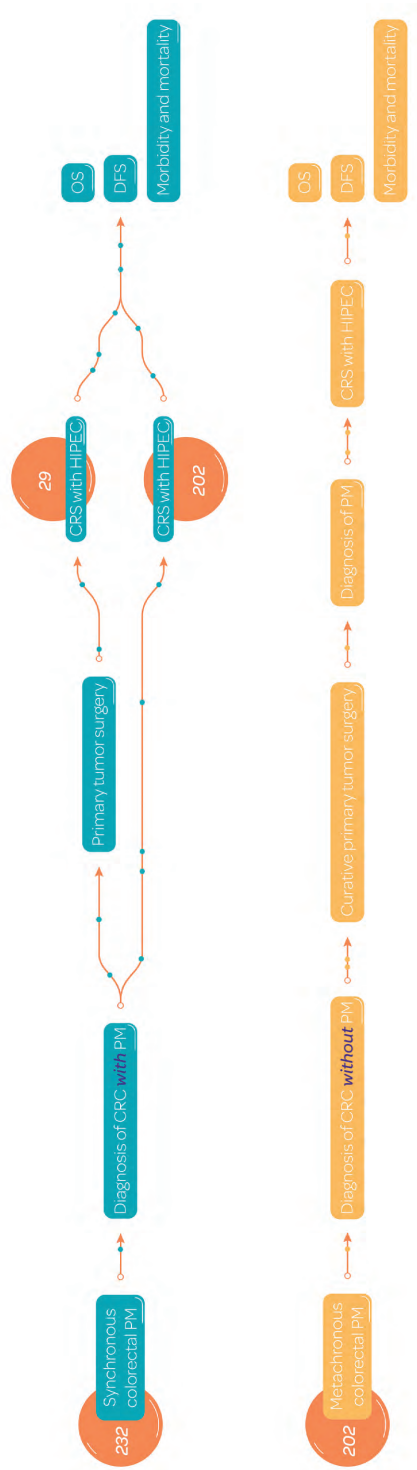 232
Synchronous
colorectal PM
Diagnosis of CRC with PM
Primary tumor surgery
29
CRS with HIPEC
202
CRS with HIPEC
OS
DFS
Morbidity and mortality
202
Metachronous
colorectal PM
Diagnosis of CRC without PM
Curative primary tumor surgery
Diagnosis of PM
CRS with HIPEC
OS
DFS
Morbidity and mortality